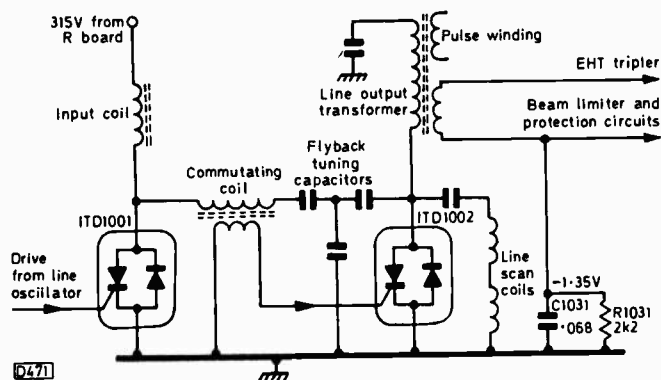 315V from
R board
Pulse winding
EHT tripler
Line output
transformer
Input coil
Beam limiter and
protection circuits
Flyback
tuning
capacitors
Commutating
coil
ITD1001
ITD1002
Drive
from line
oscillator
Line
scan
coils
-1·35V
C1031
·068
R1031
2k2
D471